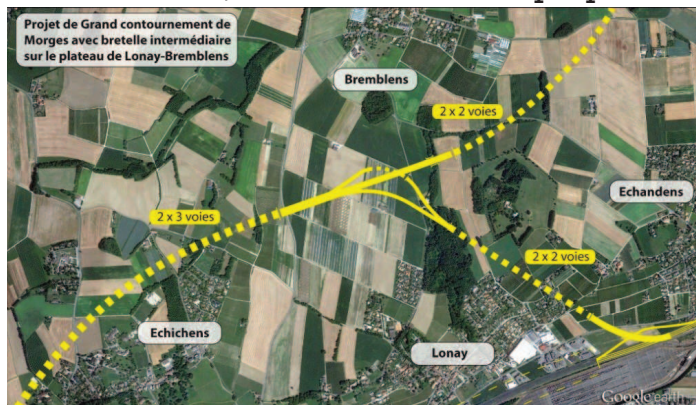 Projet de Grand contournement de
Morges avec bretelle intermédiaire
sur le plateau de Lonay-Bremblens
Bremblens
2 x 2 voies
Echandens
2 x 3 voies
2 x 2 voies
Echichens
Lonay
Google earth